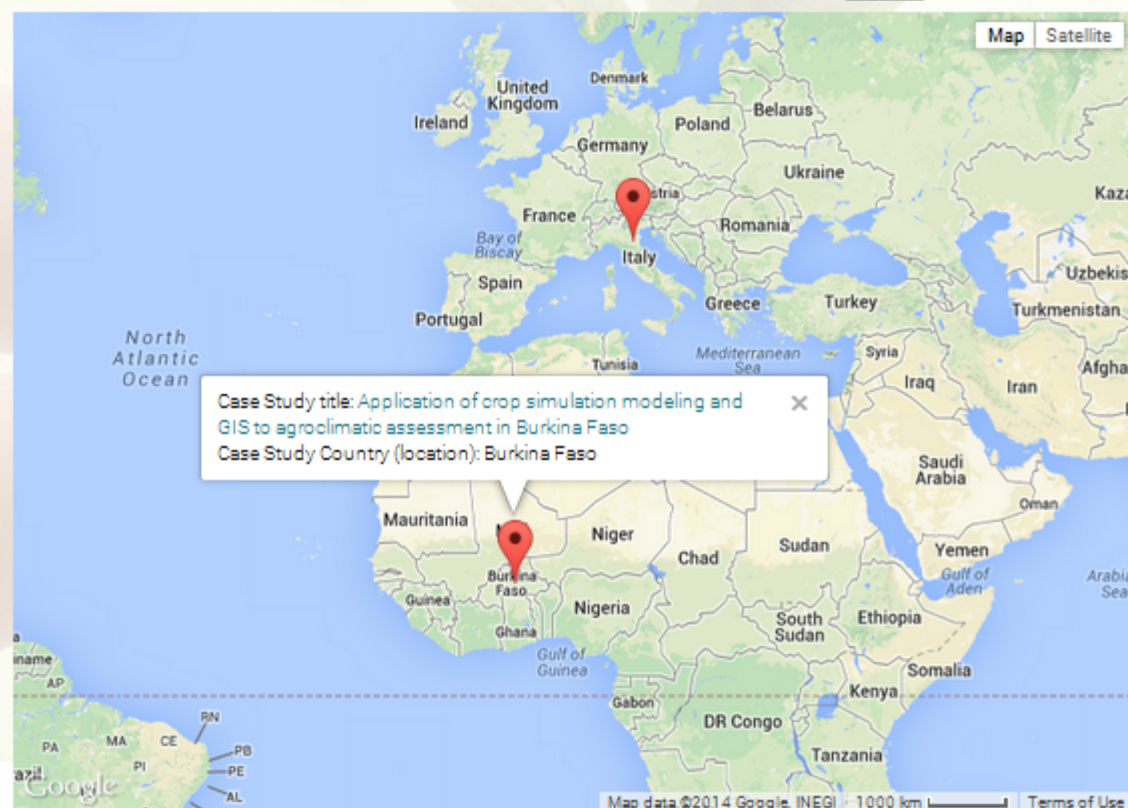 Map Satellite
Denmark
United
Kingdom
Ireland
Belarus
Poland
Germany
Ukraine
stria
Kaza
France
Romania
Bay of
Biscay
Italy
Uzbekis
Spain
Greece
Turkey
Turkmenistan
Portugal
North
Atlantic
Ocean
Mediterranean
Sea
Tunisia
Syria
Afgha
Iraq
Iran
Case Study title: Application of crop simulation modeling and
GIS to agroclimatic assessment in Burkina Faso
Case Study Country (location): Burkina Faso
Saudi
Arabia
Oman
Mauritania
Niger
Sudan
Chad
Yemen
Gulf of
Aden
Arabia
Sea
Burkina
Faso
Guinea
Nigeria
Ethiopia
South
Sudan
Ghana
Gulf of
Guinea
Somalia
iname
AP
Kenya
Gabon
DR Congo
RN
PA
MA
CE
PB
PI
PE
AL
Tanzania
azil
Google
Map data ©2014 Google, INEGI
1000 km
Terms of Use